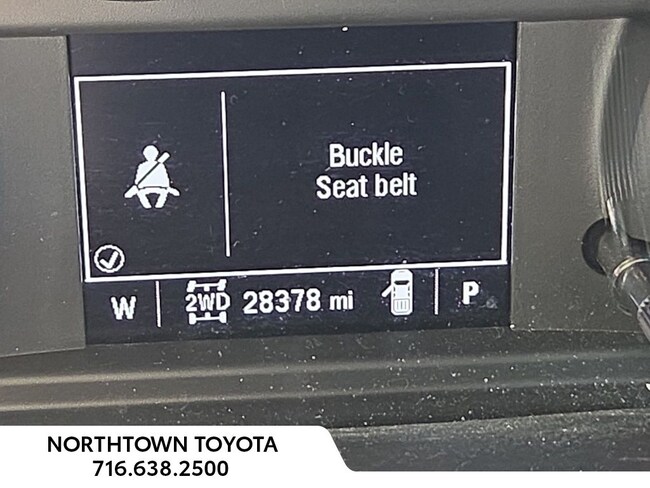 Buckle
Seat belt
W 2WD 28378 mi P
NORTHTOWN TOYOTA
716.638.2500